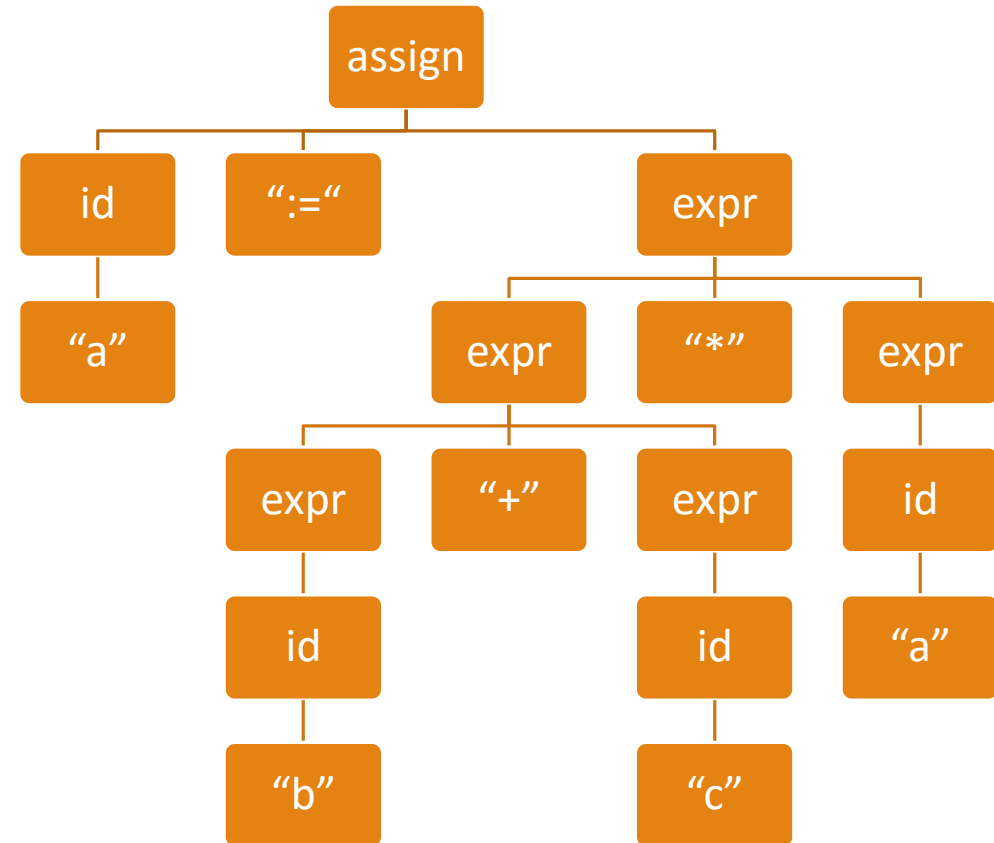 assign
id
“:=“
expr
“a”
expr
“*”
expr
expr
“+”
expr
id
id
id
“a”
“b”
“c”